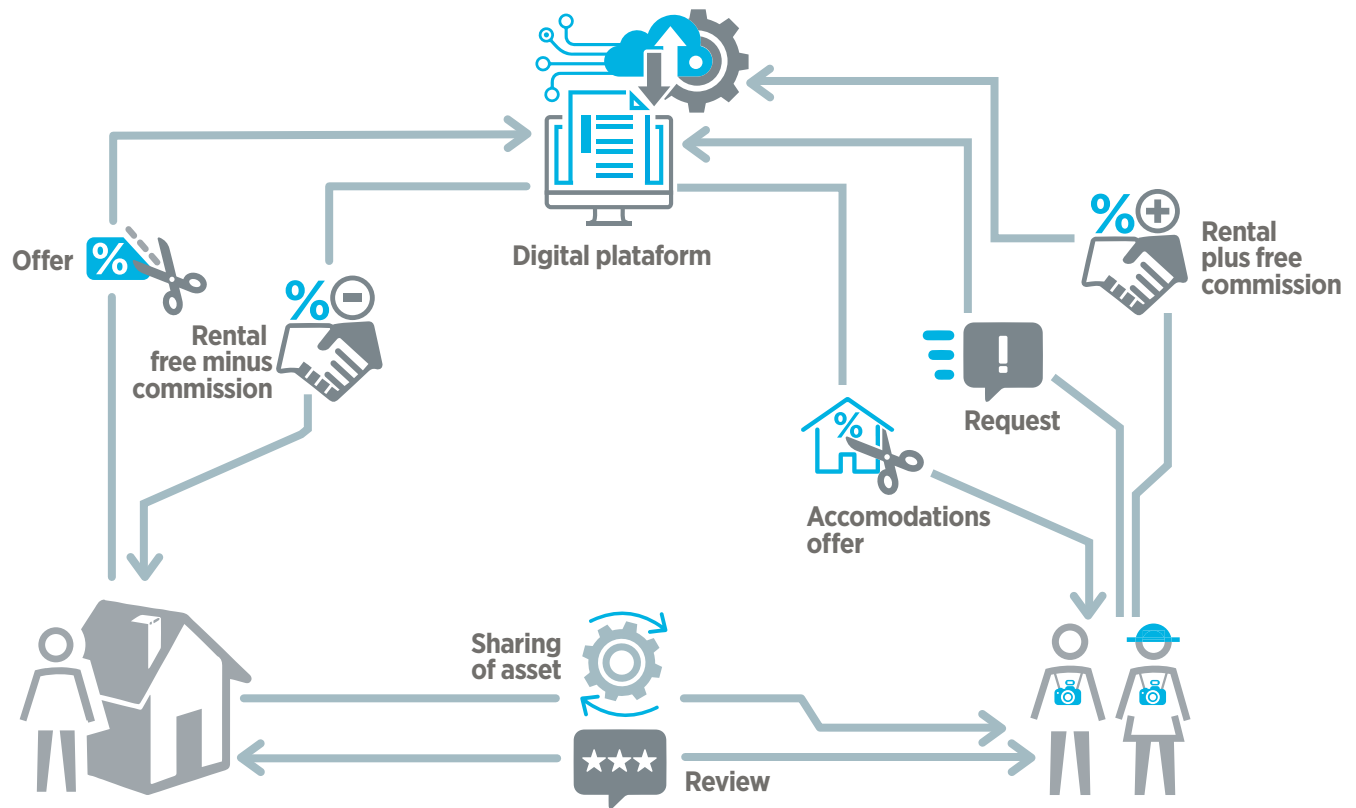 Digital plataform
Offer
%
%
Rental
free minus
commission
%
Rental
plus free
commission
!
Request
%
Accomodations
offer
Sharing
of asset
Review